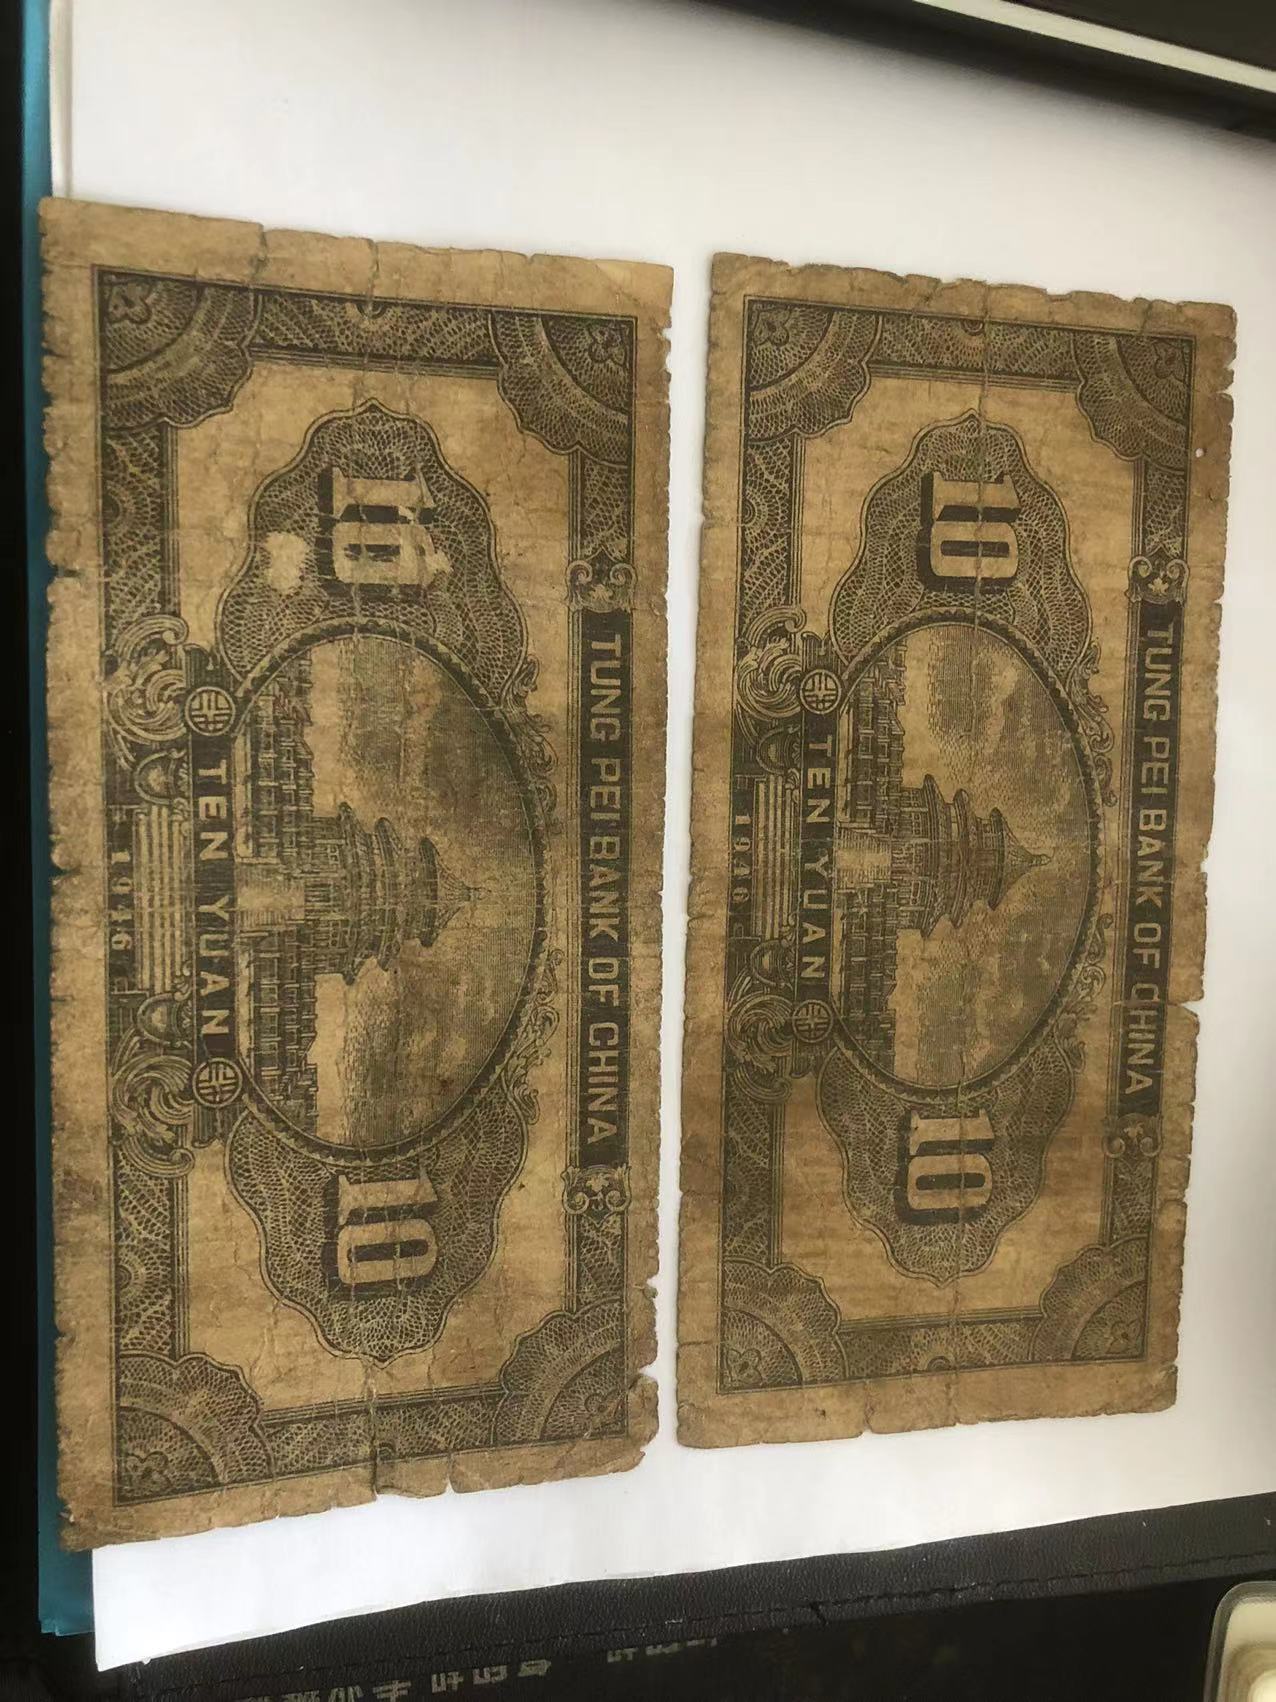 TUNG PEI BANK OF CHINA
10 10
TEN YUAN
1946
TUNG PEI BANK OF CHINA
10 10
TEN YUAN
1946